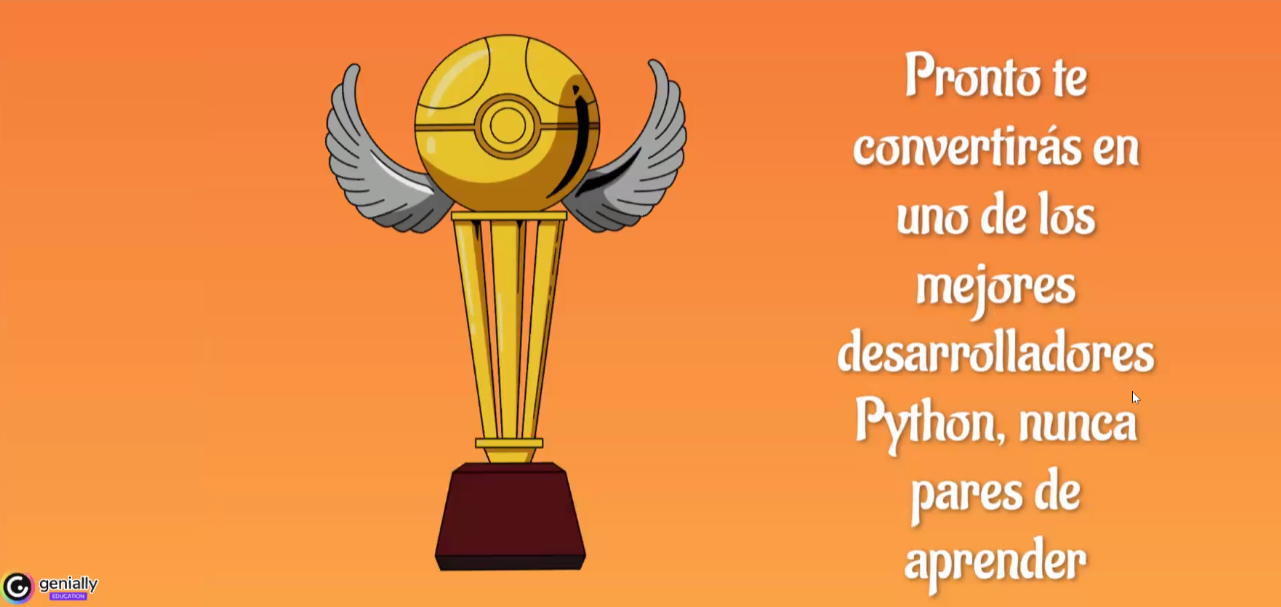 Pronto te
convertirás en
uno de los
mejores
desarrolladores
Python, nunca
pares de
aprender
genially
EDUCATION